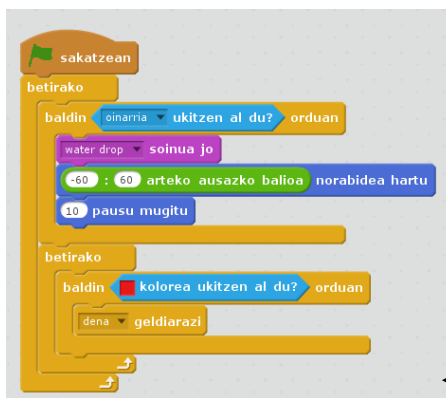 sakatzean
betirako
baldin oinarria ukitzen al du? orduan
water drop soinua jo
-60 : 60 arteko ausazko balioa norabidea hartu
10 pausu mugitu
betirako
baldin kolorea ukitzen al du? orduan
dena geldiarazi